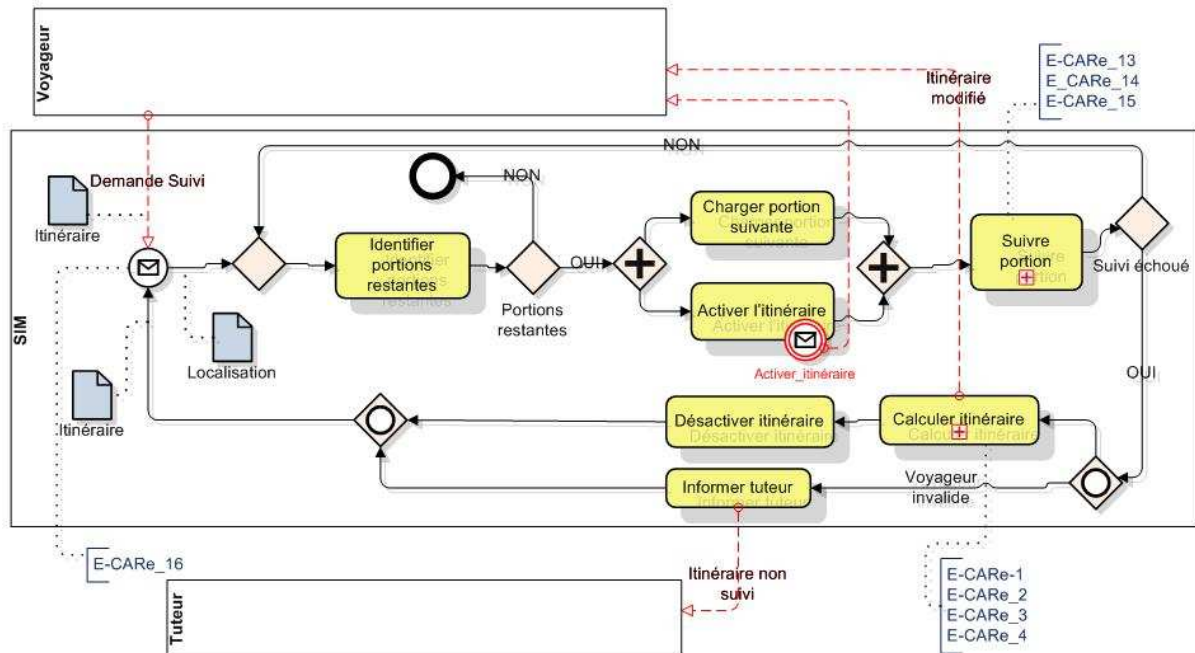 Voyageur
E-CARe_13
E_CARe_14
E-CARe_15
Itinéraire
modifié
SIM
NON
Demande Suivi
NON
Itinéraire
Charger portion
suivante
Identifier
portions
restantes
Suivre
portion
OUI
Suivi échoué
Portions
restantes
Activer l'itinéraire
Activer_itinéraire
Localisation
OUI
Itinéraire
Désactiver itinéraire
Calculer itinéraire
Informer tuteur
Voyageur
invalide
E-CARe_16
Itinéraire non
suivi
Tuteur
E-CARe-1
E-CARe_2
E-CARe_3
E-CARe_4